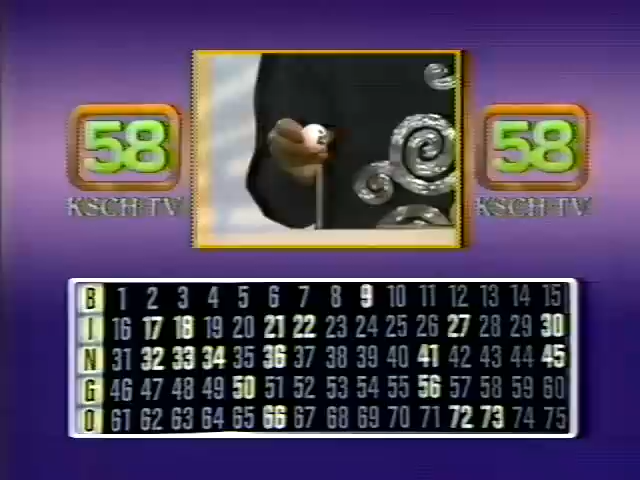 58
KSCH-TV
58
KSCH-TV
B 1 2 3 4 5 6 7 8 9 10 11 12 13 14 15
I 16 17 18 19 20 21 22 23 24 25 26 27 28 29 30
N 31 32 33 34 35 36 37 38 39 40 41 42 43 44 45
G 46 47 48 49 50 51 52 53 54 55 56 57 58 59 60
O 61 62 63 64 65 66 67 68 69 70 71 72 73 74 75